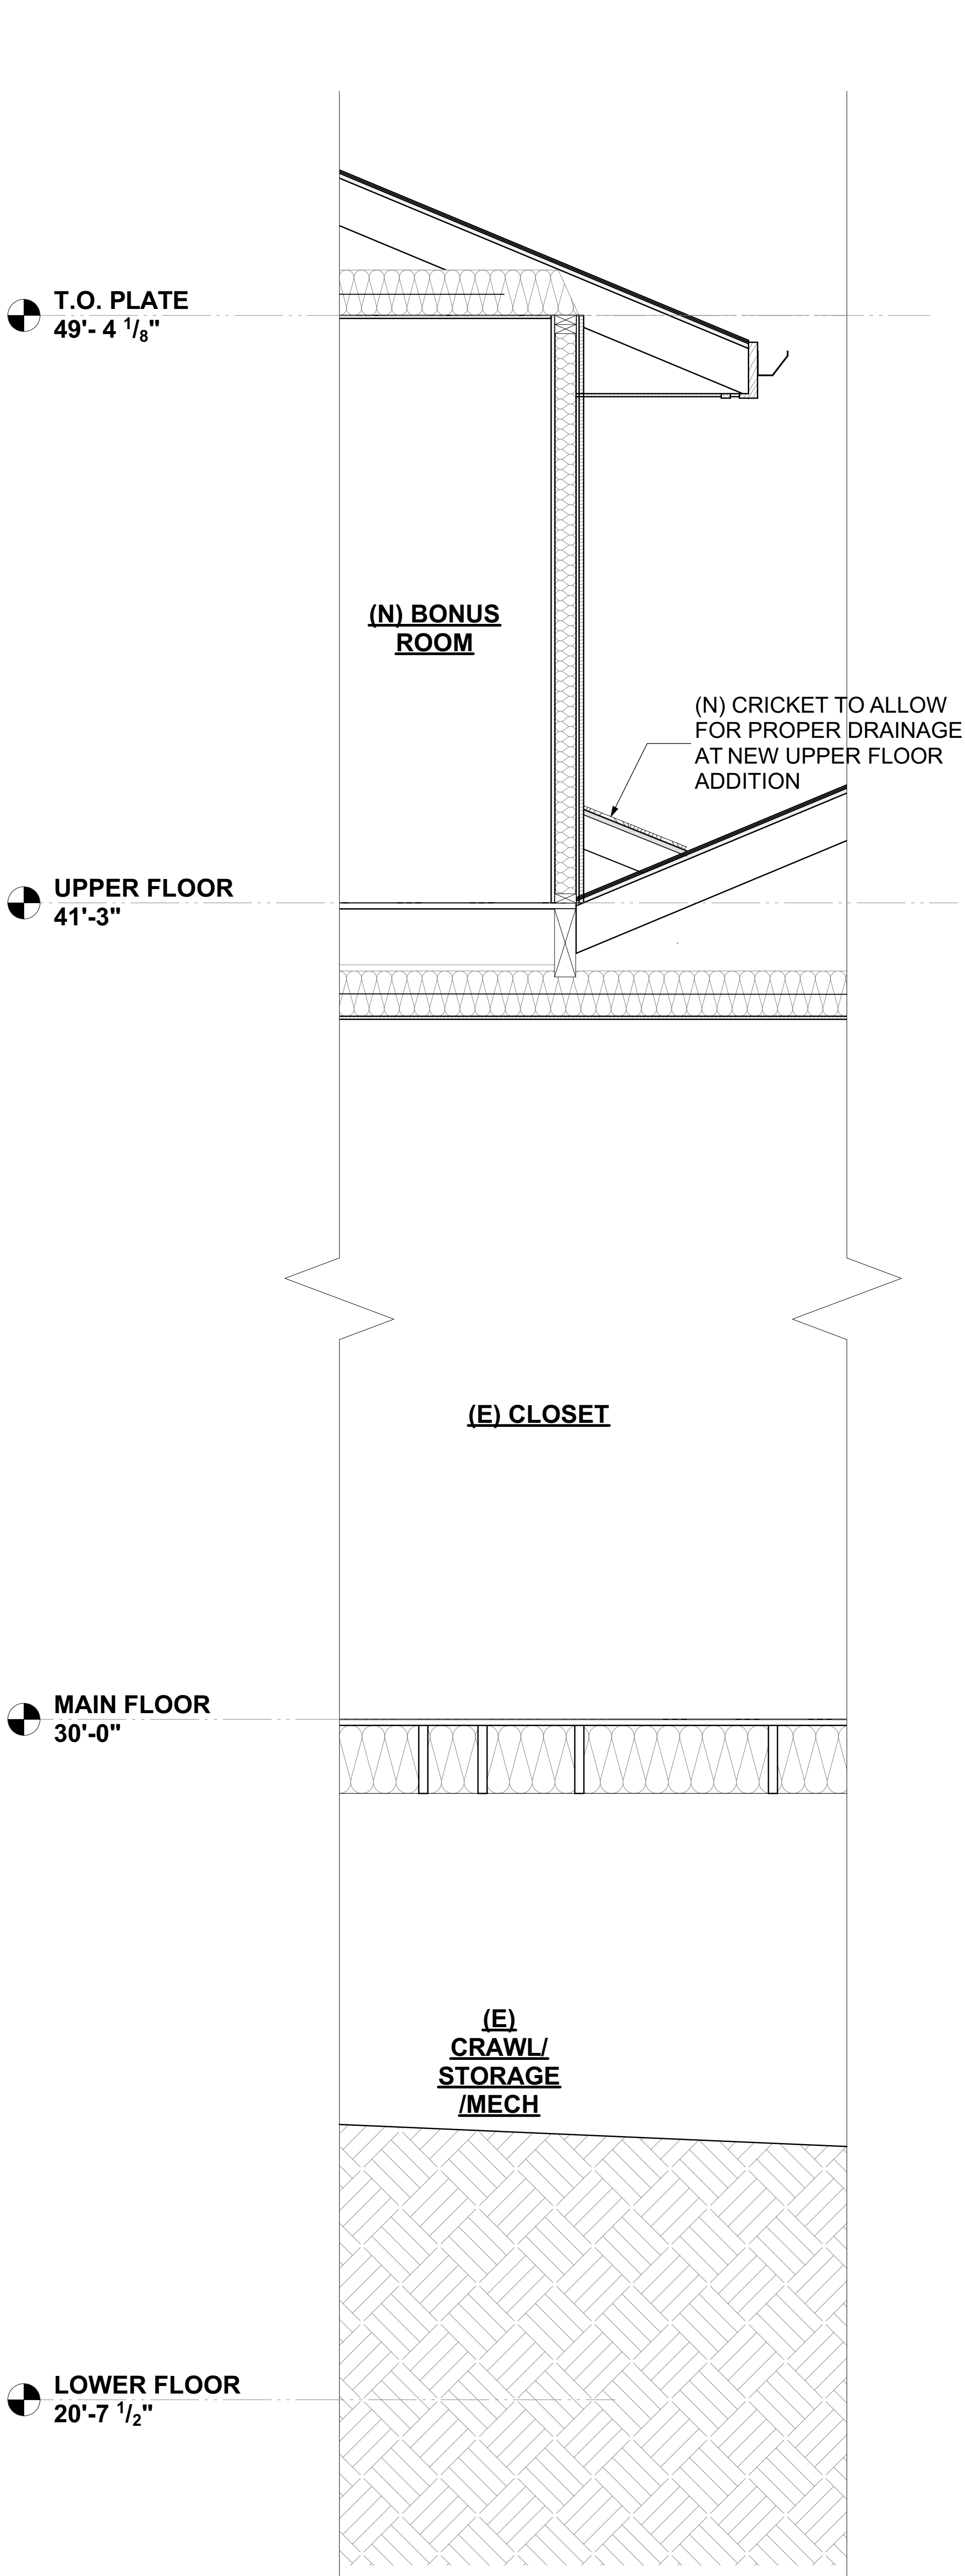 T.O. PLATE
49'- 4 1/8"
(N) BONUS
ROOM
(N) CRICKET TO ALLOW
FOR PROPER DRAINAGE
AT NEW UPPER FLOOR
ADDITION
UPPER FLOOR
41'-3"
(E) CLOSET
MAIN FLOOR
30'-0"
(E)
CRAWL/
STORAGE
/MECH
LOWER FLOOR
20'-7 1/2"